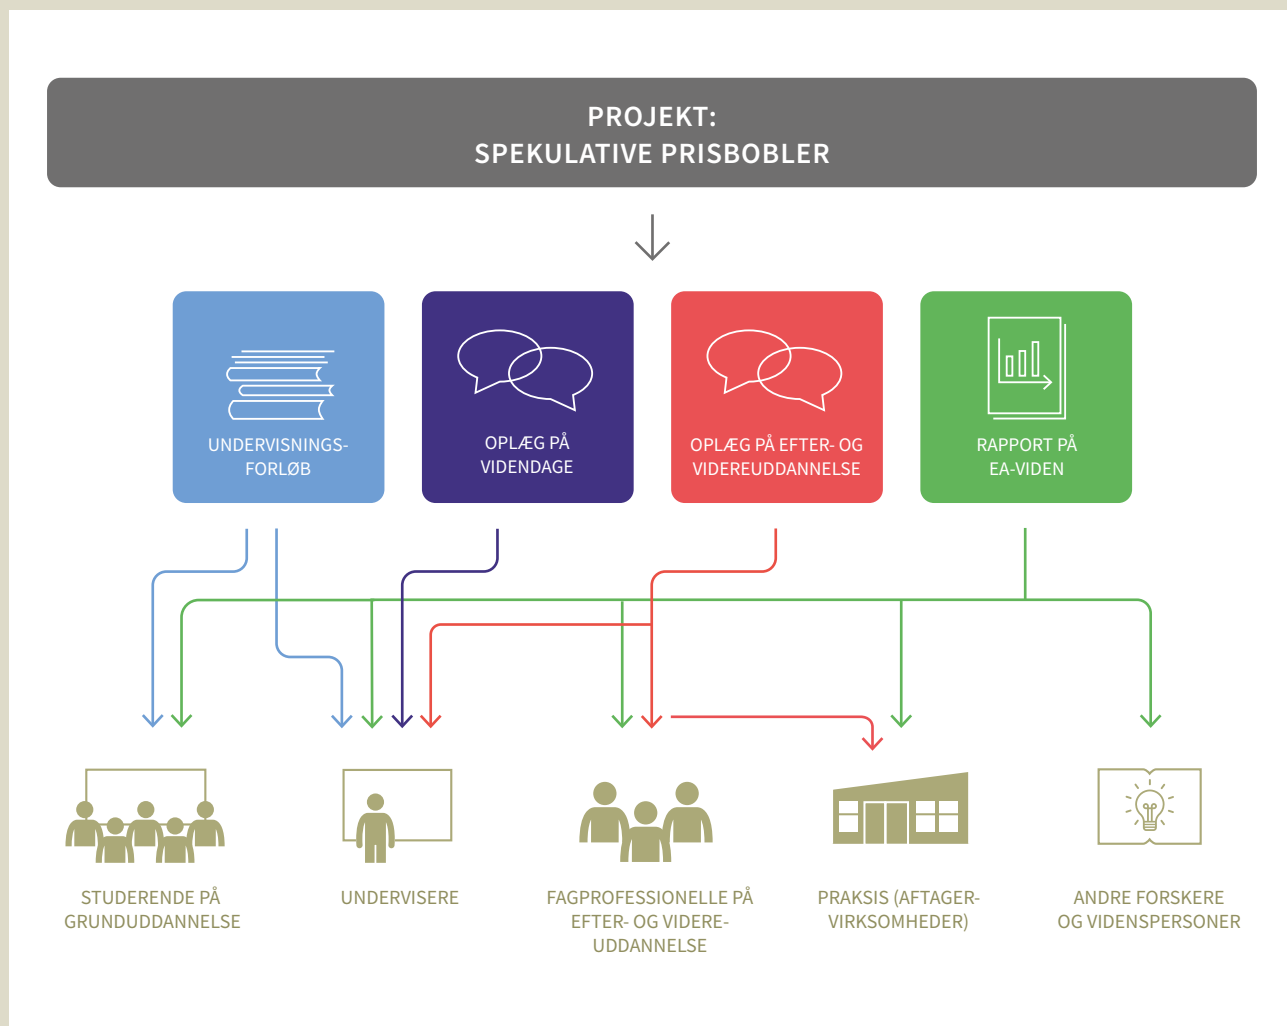 PROJEKT:
SPEKULATIVE PRISBOBLER
UNDERVISNINGS-
FORLØB
OPLÆG PÅ
VIDENDAGE
OPLÆG PÅ EFTER- OG
VIDEREUDDANNELSE
RAPPORT PÅ
EA-VIDEN
STUDERENDE PÅ
GRUNDUDDANNELSE
UNDERVISERE
FAGPROFESSIONELLE PÅ
EFTER- OG VIDERE-
UDDANNELSE
PRAKSIS (AFTAGER-
VIRKSOMHEDER)
ANDRE FORSKERE
OG VIDENSPERSONER